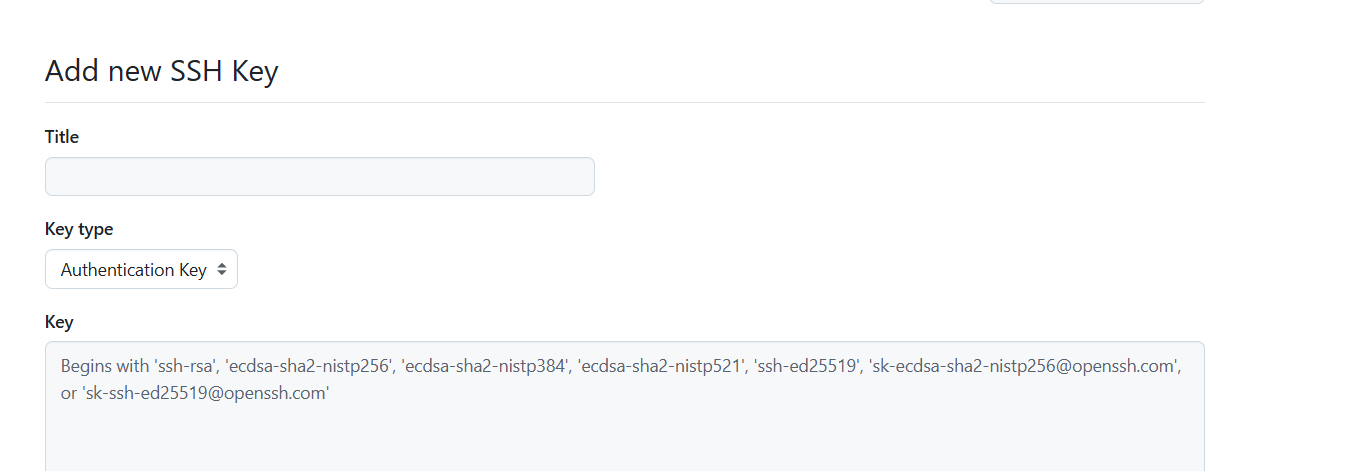 Add new SSH Key
Title
Key type
Authentication Key
Key
Begins with 'ssh-rsa', 'ecdsa-sha2-nistp256', 'ecdsa-sha2-nistp384', 'ecdsa-sha2-nistp521', 'ssh-ed25519', 'sk-ecdsa-sha2-nistp256@openssh.com',
or 'sk-ssh-ed25519@openssh.com'